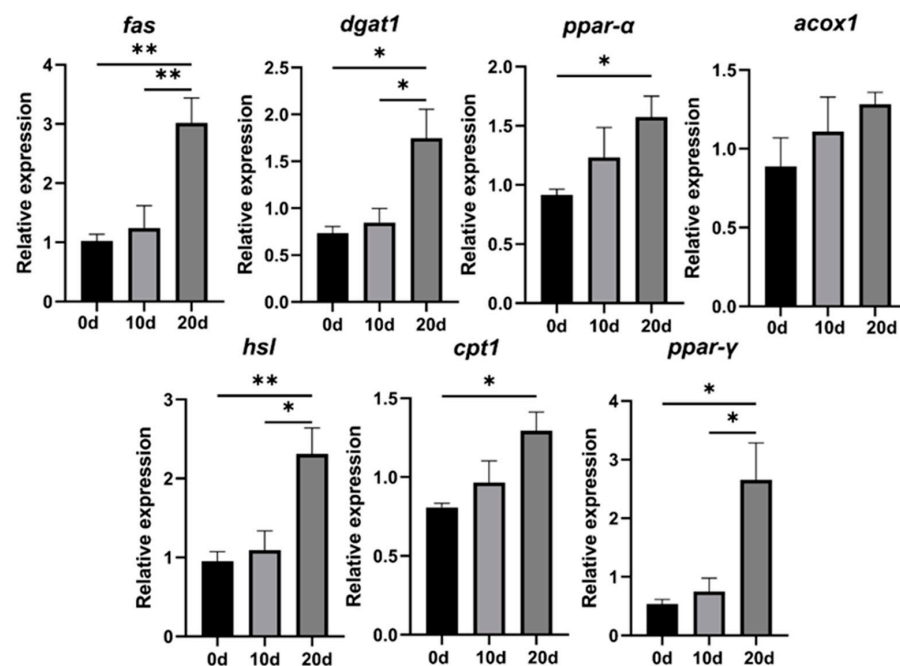 fas
**
**
Relative expression
4
3
2
1
0
0d 10d 20d
dgat1
*
*
Relative expression
2.5
2.0
1.5
1.0
0.5
0.0
0d 10d 20d
ppar-α
*
Relative expression
2.0
1.5
1.0
0.5
0.0
0d 10d 20d
acox1
Relative expression
1.5
1.0
0.5
0.0
0d 10d 20d
hsl
**
*
Relative expression
3
2
1
0
0d 10d 20d
cpt1
*
Relative expression
1.5
1.0
0.5
0.0
0d 10d 20d
ppar-γ
*
*
Relative expression
4
3
2
1
0
0d 10d 20d